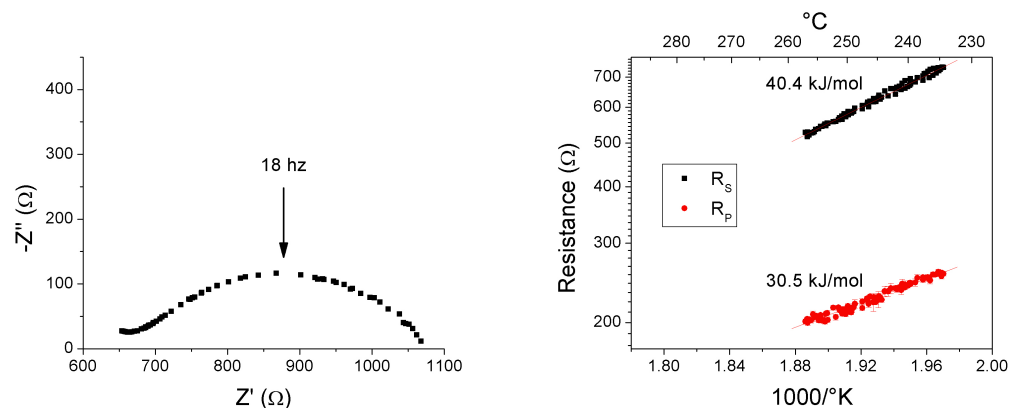 400
300
200
100
0
600
700
800
900
1000
1100
-Z'' (Ω)
Z' (Ω)
18 hz
°C
280
270
260
250
240
230
700
600
500
400
300
200
Resistance (Ω)
40.4 kJ/mol
R_S
R_P
30.5 kJ/mol
1.80
1.84
1.88
1.92
1.96
2.00
1000/°K